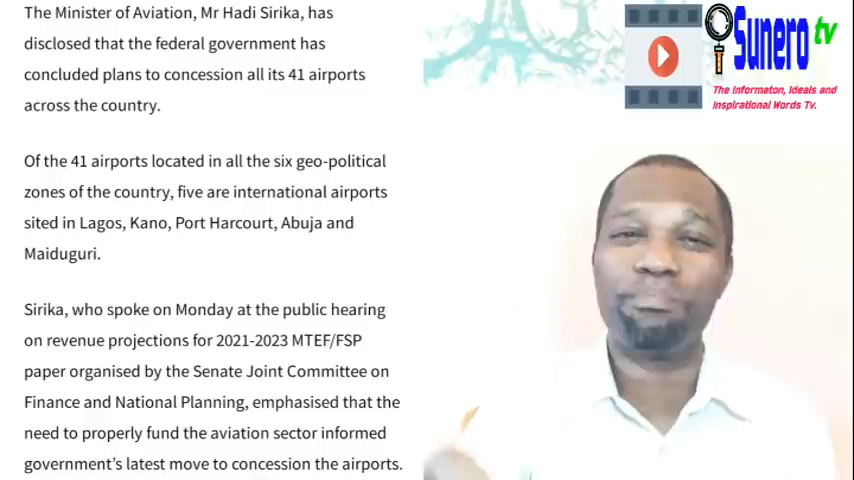 The Minister of Aviation, Mr Hadi Sirika, has
disclosed that the federal government has
concluded plans to concession all its 41 airports
across the country.
Of the 41 airports located in all the six geo-political
zones of the country, five are international airports
sited in Lagos, Kano, Port Harcourt, Abuja and
Maiduguri.
Sirika, who spoke on Monday at the public hearing
on revenue projections for 2021-2023 MTEF/FSP
paper organised by the Senate Joint Committee on
Finance and National Planning, emphasised that the
need to properly fund the aviation sector informed
government's latest move to concession the airports.
Sunero tv
The Informaton, Ideals and
Inspirational Words Tv.